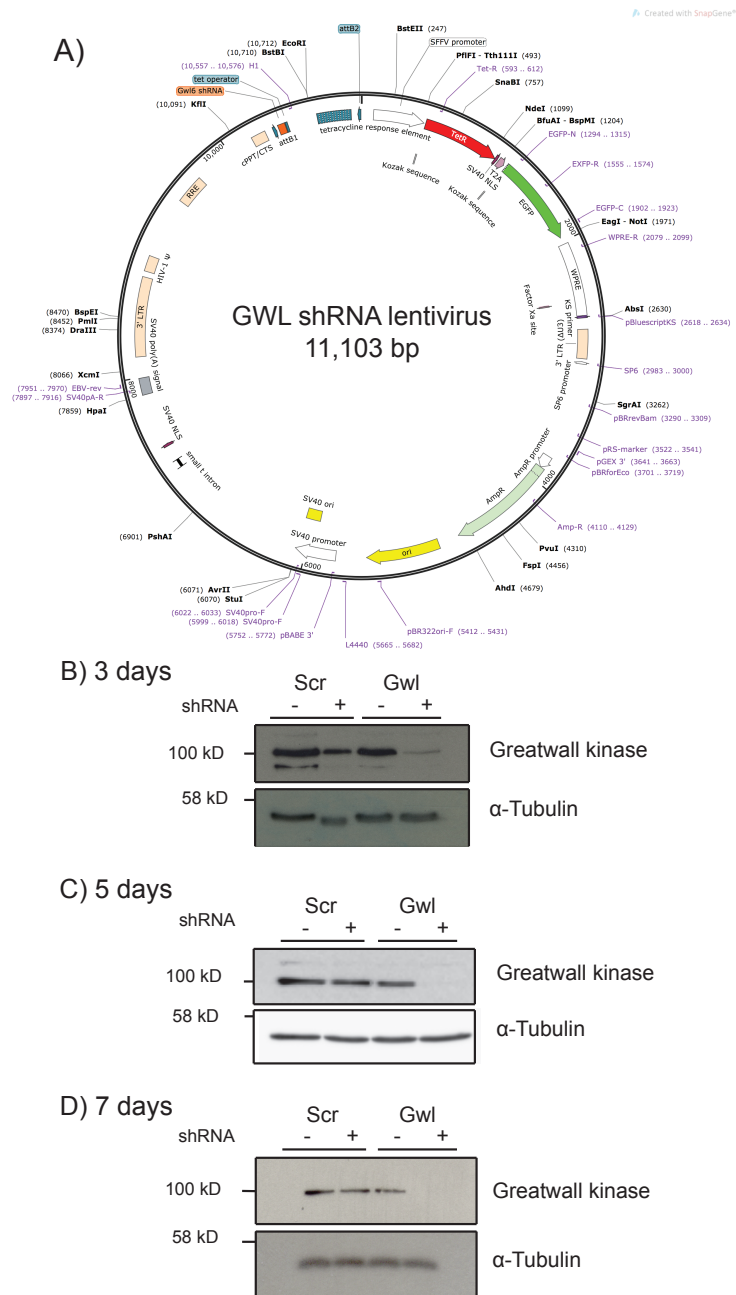 Created with SnapGene®
A)
attB2
BstEII (247)
SFFV promoter
PflFI - Tth111I (493)
Tet-R (593 .. 612)
SnaBI (757)
NdeI (1099)
BfuAI - BspMI (1204)
EGFP-N (1294 .. 1315)
EXFP-R (1555 .. 1574)
EGFP-C (1902 .. 1923)
EagI - NotI (1971)
WPRE-R (2079 .. 2099)
AbsI (2630)
pBluescriptKS (2618 .. 2634)
SP6 (2983 .. 3000)
SgrAI (3262)
pBRrevBam (3290 .. 3309)
pRS-marker (3522 .. 3541)
pGEX 3' (3641 .. 3663)
pBRforEco (3701 .. 3719)
Amp-R (4110 .. 4129)
PvuI (4310)
FspI (4456)
AhdI (4679)
pBR322ori-F (5412 .. 5431)
L4440 (5665 .. 5682)
(5752 .. 5772) pBABE 3'
(5999 .. 6018) SV40pro-F
(6022 .. 6033) SV40pro-F
(6070) StuI
(6071) AvrII
(6901) PshAI
(7859) HpaI
(7897 .. 7916) SV40pA-R
(7951 .. 7970) EBV-rev
(8066) XcmI
(8374) DraIII
(8452) PmlI
(8470) BspEI
(10,091) KflI
Gwl6 shRNA
tet operator
(10,557 .. 10,576) H1
(10,710) BstBI
(10,712) EcoRI
tetracycline response element
TetR
Kozak sequence
SV40 NLS
T2A
Kozak sequence
EGFP
2000
WPRE
Factor Xa site
KS primer
3' LTR (ΔU3)
SP6 promoter
AmpR promoter
4000
AmpR
ori
6000
SV40 promoter
SV40 ori
small t intron
SV40 NLS
8000
SV40 poly(A) signal
3' LTR
HIV-1 Ψ
RRE
10,000
cPPT/CTS
attB1
GWL shRNA lentivirus
11,103 bp
B) 3 days
Scr Gwl
shRNA - + - +
100 kD
Greatwall kinase
58 kD
α-Tubulin
C) 5 days
Scr Gwl
shRNA - + - +
100 kD
Greatwall kinase
58 kD
α-Tubulin
D) 7 days
Scr Gwl
shRNA - + - +
100 kD
Greatwall kinase
58 kD
α-Tubulin